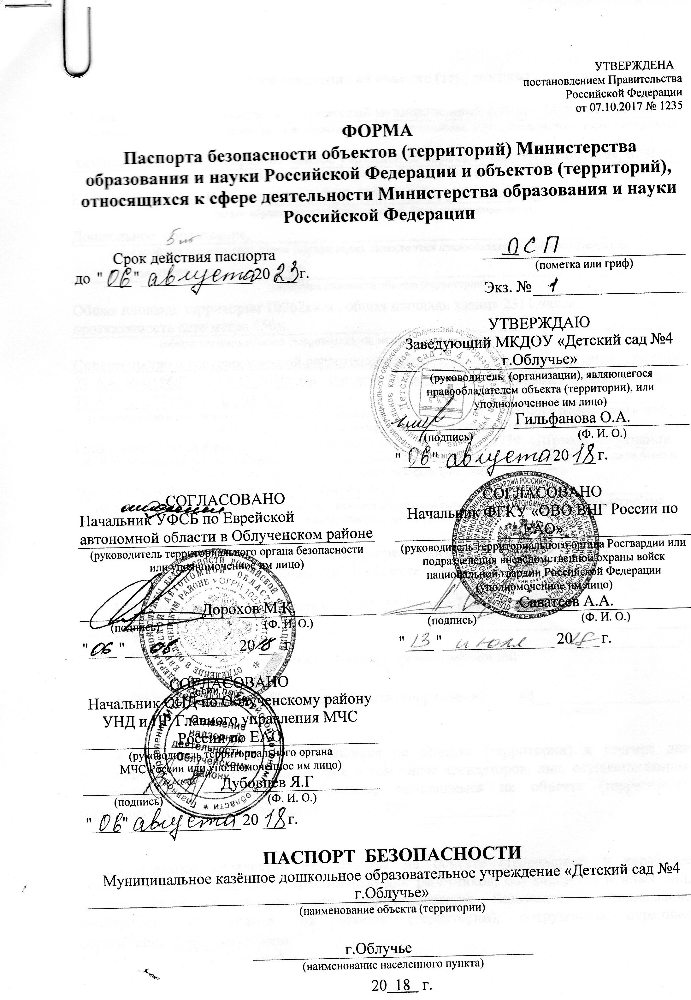 УТВЕРЖДЕНА
постановлением Правительства
Российской Федерации
от 07.10.2017 № 1235
ФОРМА
Паспорта безопасности объектов (территорий) Министерства
образования и науки Российской Федерации и объектов (территорий),
относящихся к сфере деятельности Министерства образования и науки
Российской Федерации
Срок действия паспорта
до "06" августа 2023г.
ДСП
(пометка или гриф)
Экз. № 1
УТВЕРЖДАЮ
Заведующий МКДОУ «Детский сад №4
г.Облучье»
(руководитель (организации), являющегося
правообладателем объекта (территории), или
уполномоченное им лицо)
Гильфанова О.А.
(подпись) (Ф. И. О.)
"06" августа 2018 г.
СОГЛАСОВАНО
Начальник УФСБ по Еврейской
автономной области в Облученском районе
(руководитель территориального органа безопасности
или уполномоченное им лицо)
Дорохов М.К.
(подпись) (Ф. И. О.)
"06" 08 2018 г.
СОГЛАСОВАНО
Начальник ФГКУ «ОВО ВНГ России по
ЕАО»
(руководитель территориального органа Росгвардии или
подразделения вневедомственной охраны войск
национальной гвардии Российской Федерации
(уполномоченное им лицо)
Саватеев А.А.
(подпись) (Ф. И. О.)
"13" июля 2018 г.
СОГЛАСОВАНО
Начальник ОНД по Облученскому району
УНД и ПР Главного управления МЧС
России по ЕАО
(руководитель территориального органа
МЧС России или уполномоченное им лицо)
Дубовцев Я.Г
(подпись) (Ф. И. О.)
"06" августа 2018 г.
Отделение
надзорной
деятельности по
Облученскому
району
ПАСПОРТ БЕЗОПАСНОСТИ
Муниципальное казённое дошкольное образовательное учреждение «Детский сад №4
г.Облучье»
(наименование объекта (территории)
г.Облучье
(наименование населенного пункта)
20 18 г.